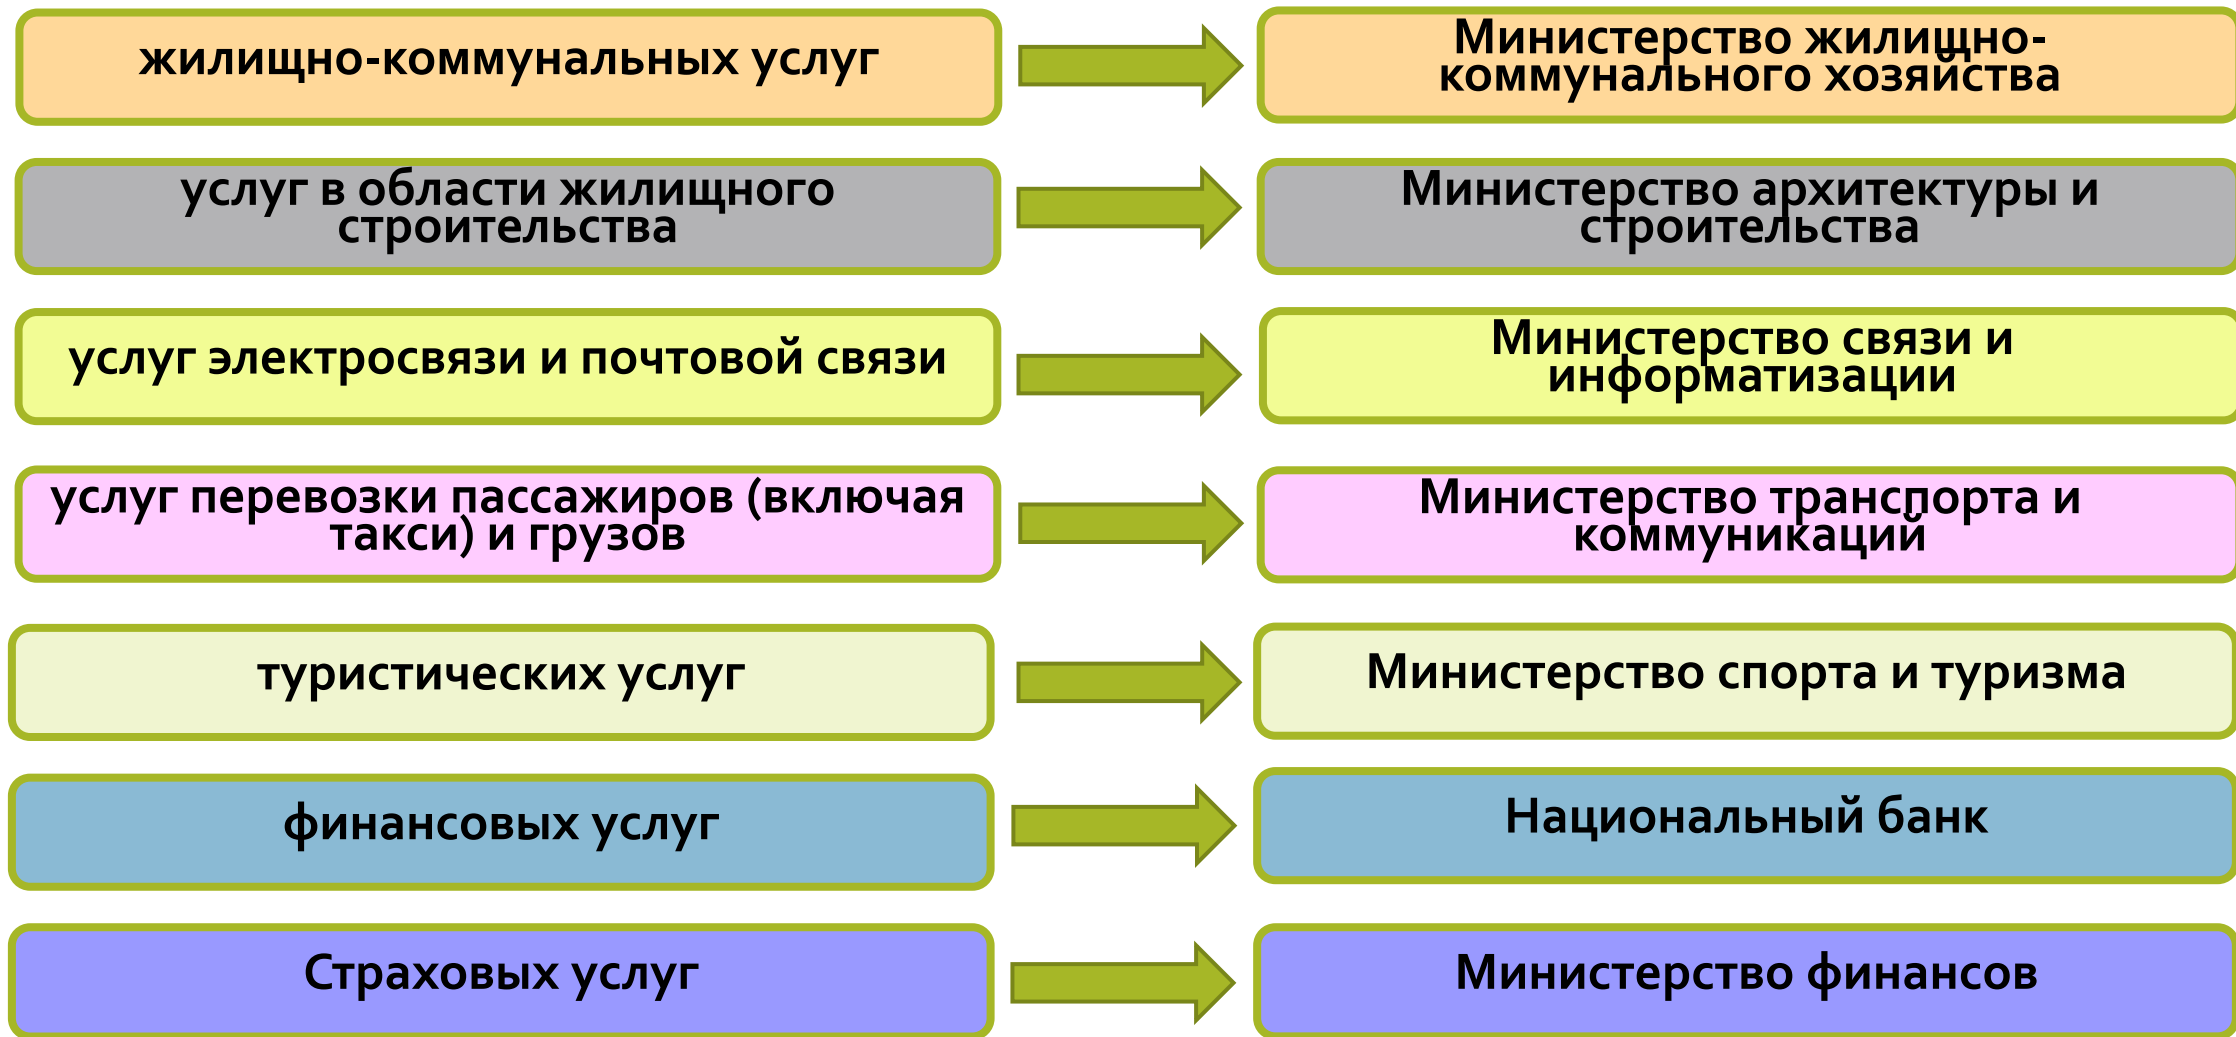 жилищно-коммунальных услуг
Министерство жилищно-
коммунального хозяйства
услуг в области жилищного
строительства
Министерство архитектуры и
строительства
услуг электросвязи и почтовой связи
Министерство связи и
информатизации
услуг перевозки пассажиров (включая
такси) и грузов
Министерство транспорта и
коммуникаций
туристических услуг
Министерство спорта и туризма
финансовых услуг
Национальный банк
Страховых услуг
Министерство финансов